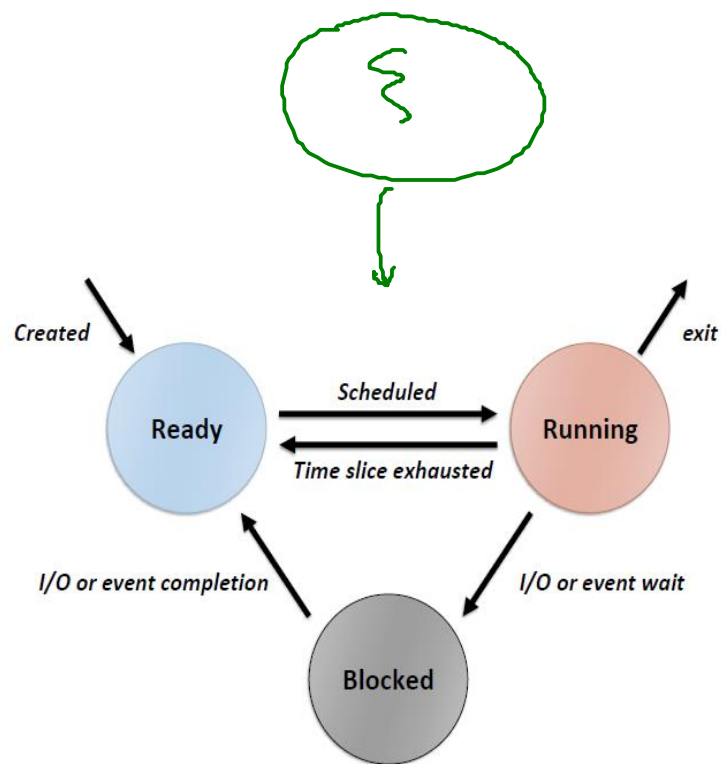 Created
exit
Scheduled
Ready
Running
Time slice exhausted
I/O or event completion
I/O or event wait
Blocked